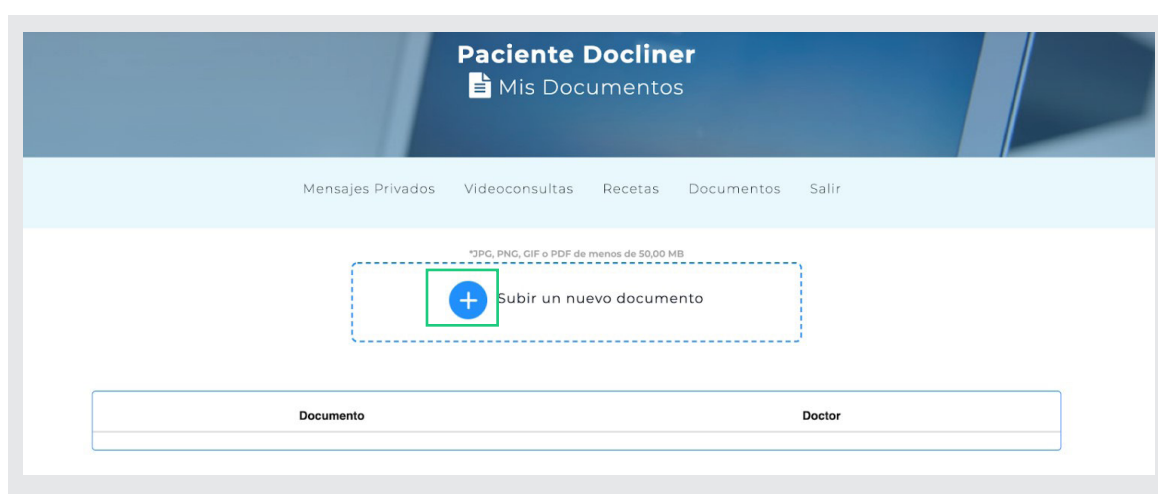 Paciente Docliner
Mis Documentos
Mensajes Privados Videoconsultas Recetas Documentos Salir
*JPG, PNG, GIF o PDF de menos de 50,00 MB
Subir un nuevo documento
Documento Doctor